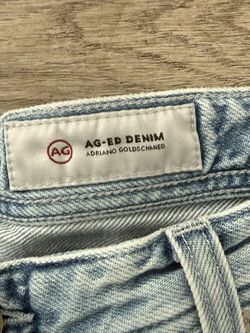 AG
AG-ED DENIM
ADRIANO GOLDSCHMIED